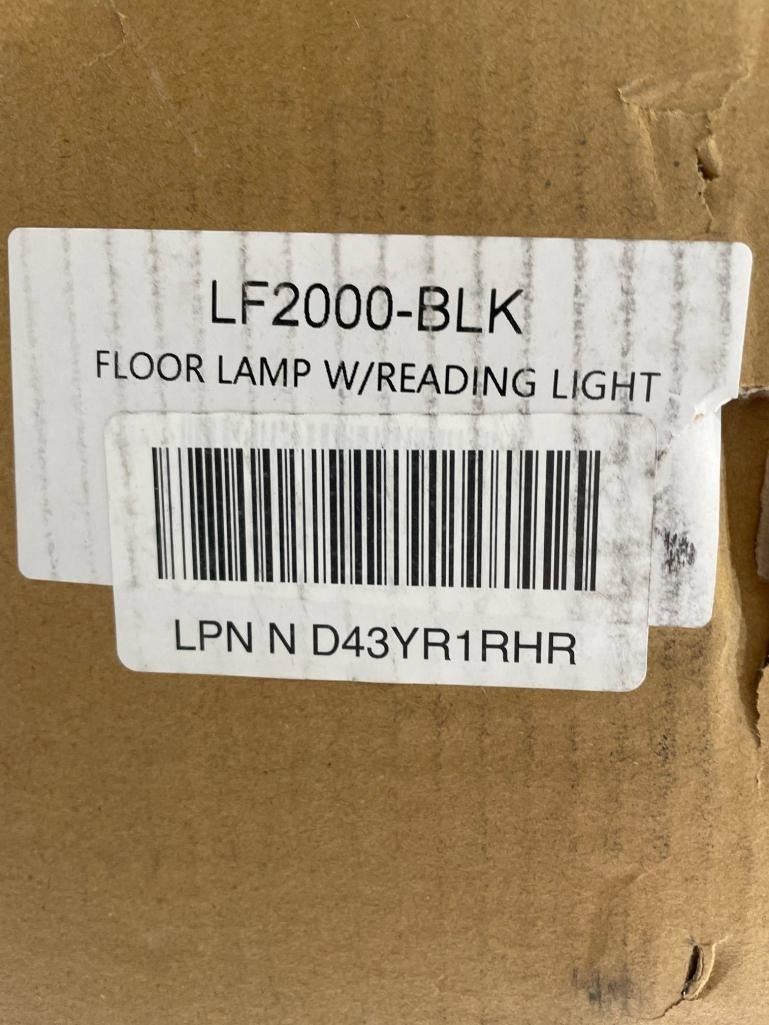 LF2000-BLK
FLOOR LAMP W/READING LIGHT
LPN N D43YR1RHR